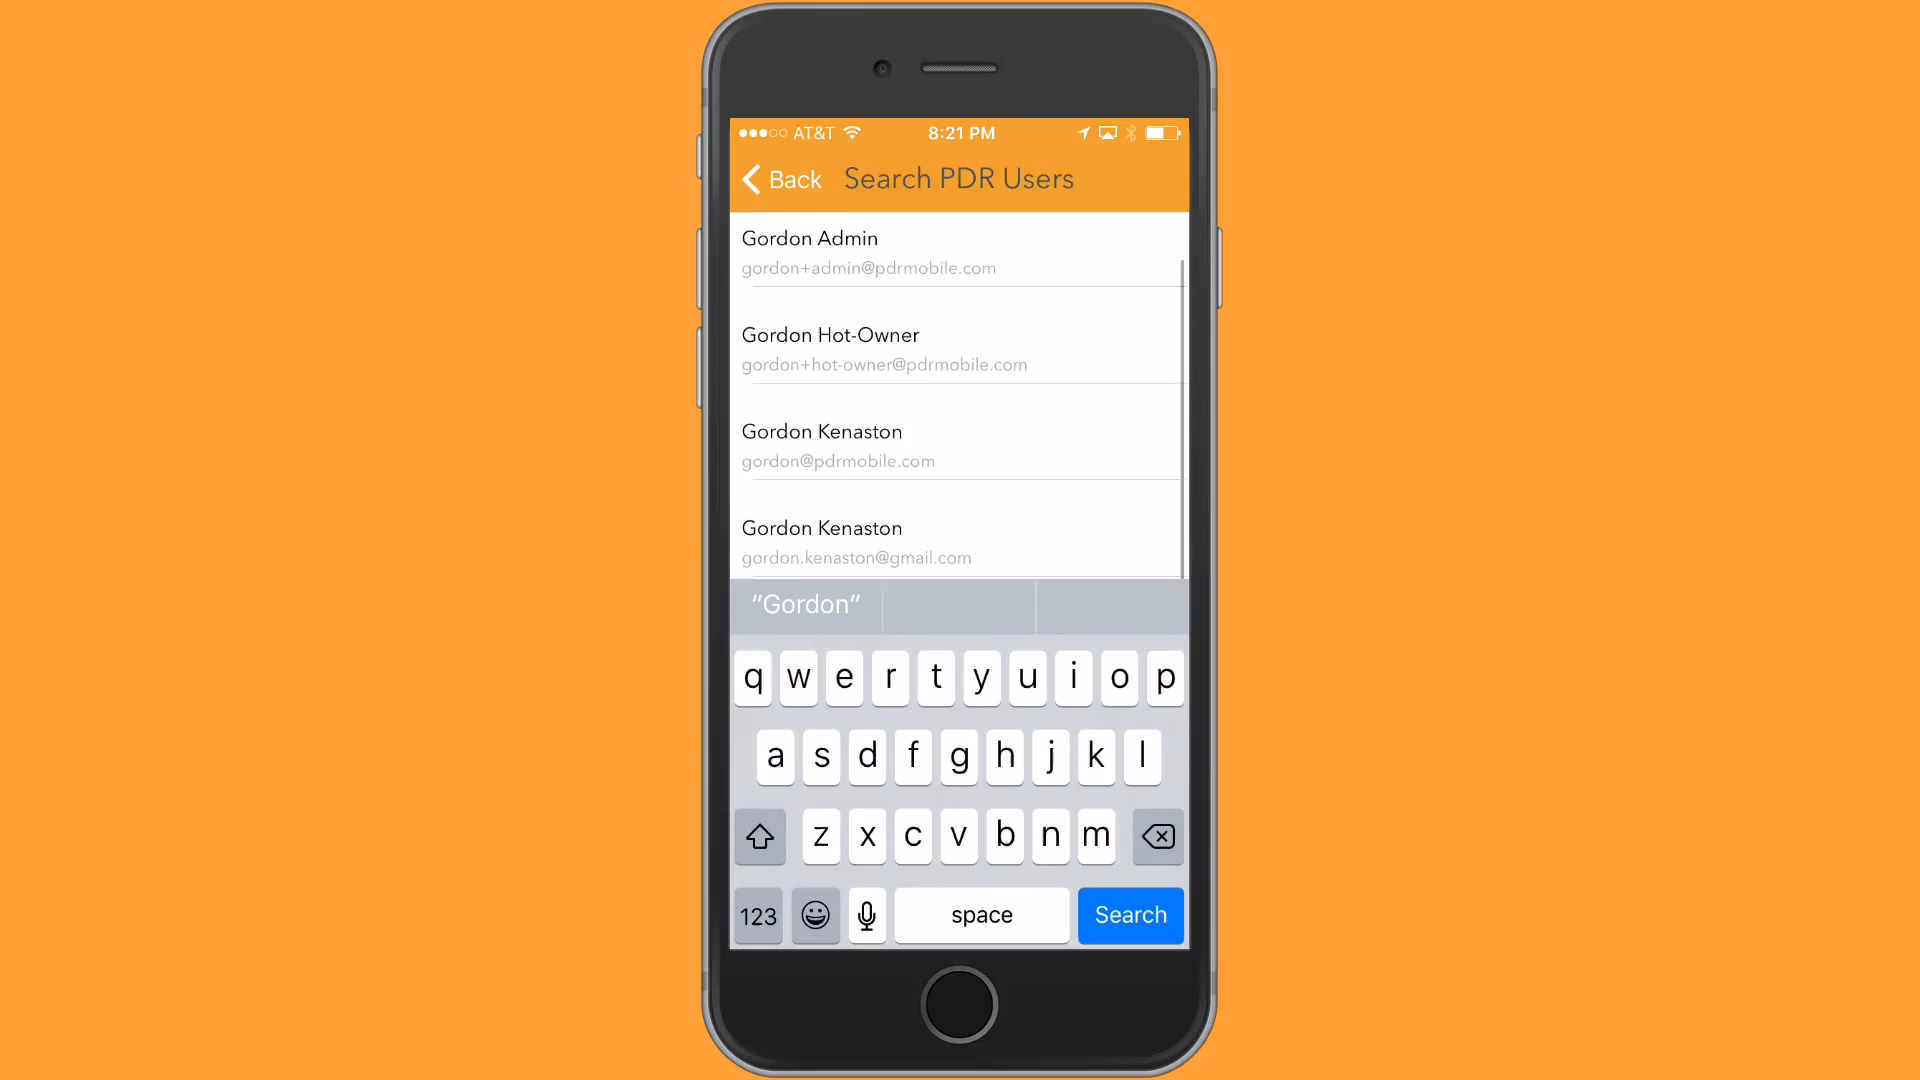 AT&T 8:21 PM
Back Search PDR Users
Gordon Admin
gordon+admin@pdrmobile.com
Gordon Hot-Owner
gordon+hot-owner@pdrmobile.com
Gordon Kenaston
gordon@pdrmobile.com
Gordon Kenaston
gordon.kenaston@gmail.com
“Gordon”
q w e r t y u i o p
a s d f g h j k l
z x c v b n m
123 space Search